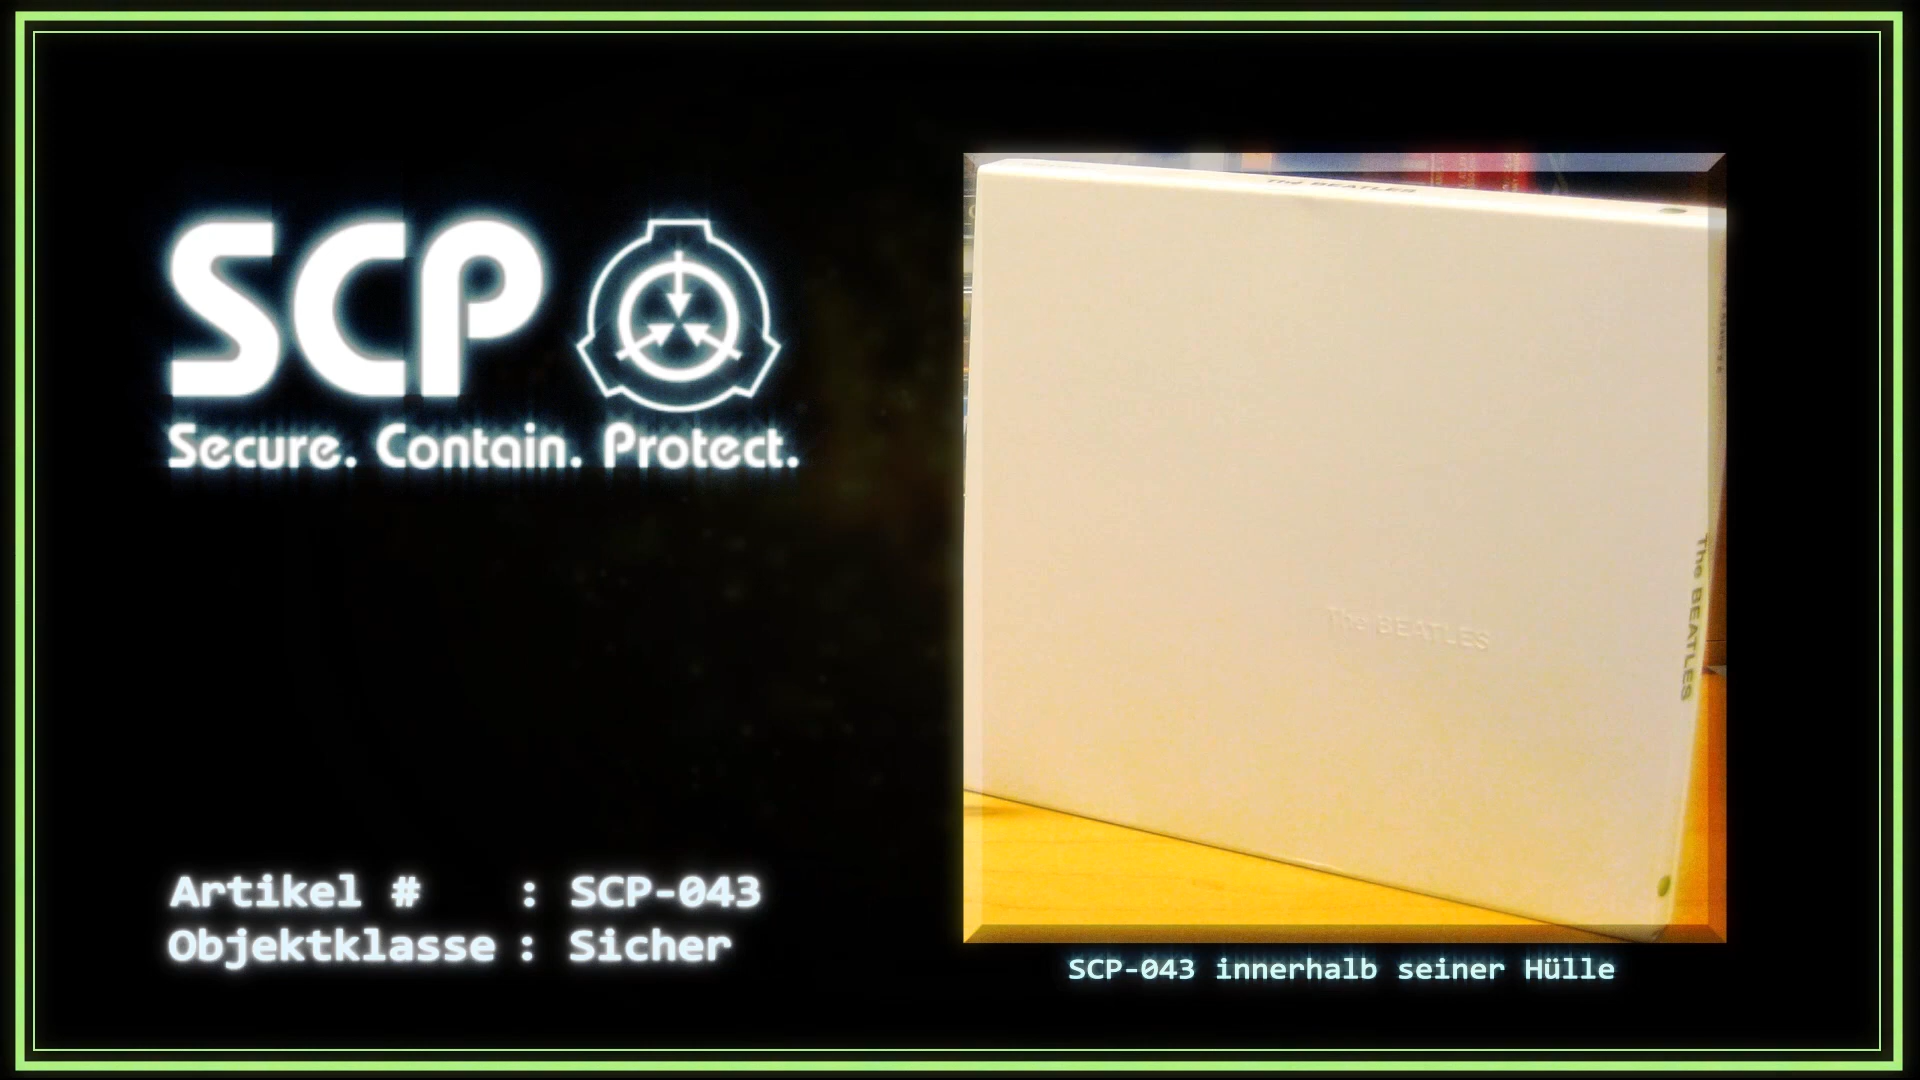 SCP
Secure. Contain. Protect.
The BEATLES
The BEATLES
The BEATLES
Artikel # : SCP-043
Objektklasse : Sicher
SCP-043 innerhalb seiner Hülle